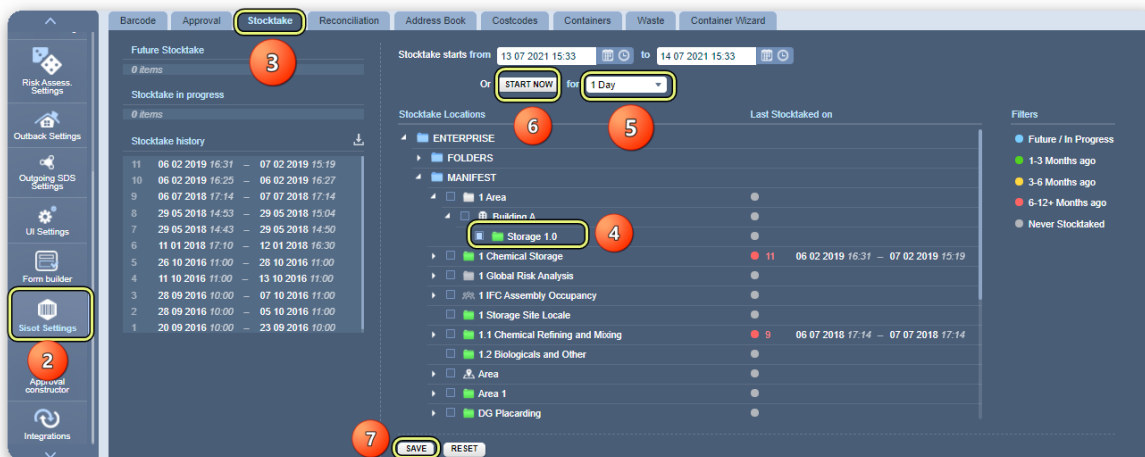 Barcode Approval Stocktake Reconciliation Address Book Costcodes Containers Waste Container Wizard
3
Risk Assess.
Settings
Outback Settings
Outgoing SDS
Settings
UI Settings
Form builder
Sisot Settings
2
Approval
constructor
Integrations
Future Stocktake
0 items
Stocktake in progress
0 items
Stocktake history
11 06 02 2019 16:31 – 07 02 2019 15:19
10 06 02 2019 16:25 – 06 02 2019 16:27
9 06 07 2018 17:14 – 07 07 2018 17:14
8 29 05 2018 14:53 – 29 05 2018 15:04
7 29 05 2018 14:43 – 29 05 2018 14:50
6 11 01 2018 17:10 – 12 01 2018 16:30
5 26 10 2016 11:00 – 28 10 2016 11:00
4 11 10 2016 11:00 – 13 10 2016 11:00
3 28 09 2016 10:00 – 07 10 2016 11:00
2 28 09 2016 10:00 – 05 10 2016 11:00
1 20 09 2016 10:00 – 23 09 2016 10:00
Stocktake starts from 13 07 2021 15:33 to 14 07 2021 15:33
Or START NOW for 1 Day
6 5
Stocktake Locations Last Stocktaked on
ENTERPRISE
FOLDERS
MANIFEST
1 Area
Building A
Storage 1.0 4
1 Chemical Storage 11 06 02 2019 16:31 – 07 02 2019 15:19
1 Global Risk Analysis
1 IFC Assembly Occupancy
1 Storage Site Locale
1.1 Chemical Refining and Mixing 9 06 07 2018 17:14 – 07 07 2018 17:14
1.2 Biologicals and Other
Area
Area 1
DG Placarding
Filters
Future / In Progress
1-3 Months ago
3-6 Months ago
6-12+ Months ago
Never Stocktaked
7
SAVE RESET